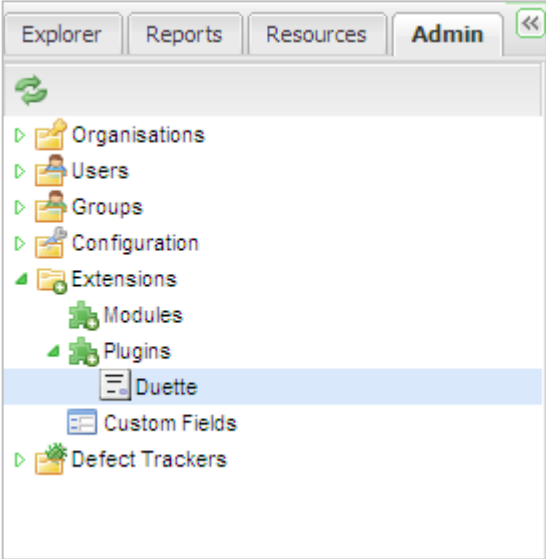 Explorer Reports Resources Admin
Organisations
Users
Groups
Configuration
Extensions
Modules
Plugins
Duette
Custom Fields
Defect Trackers